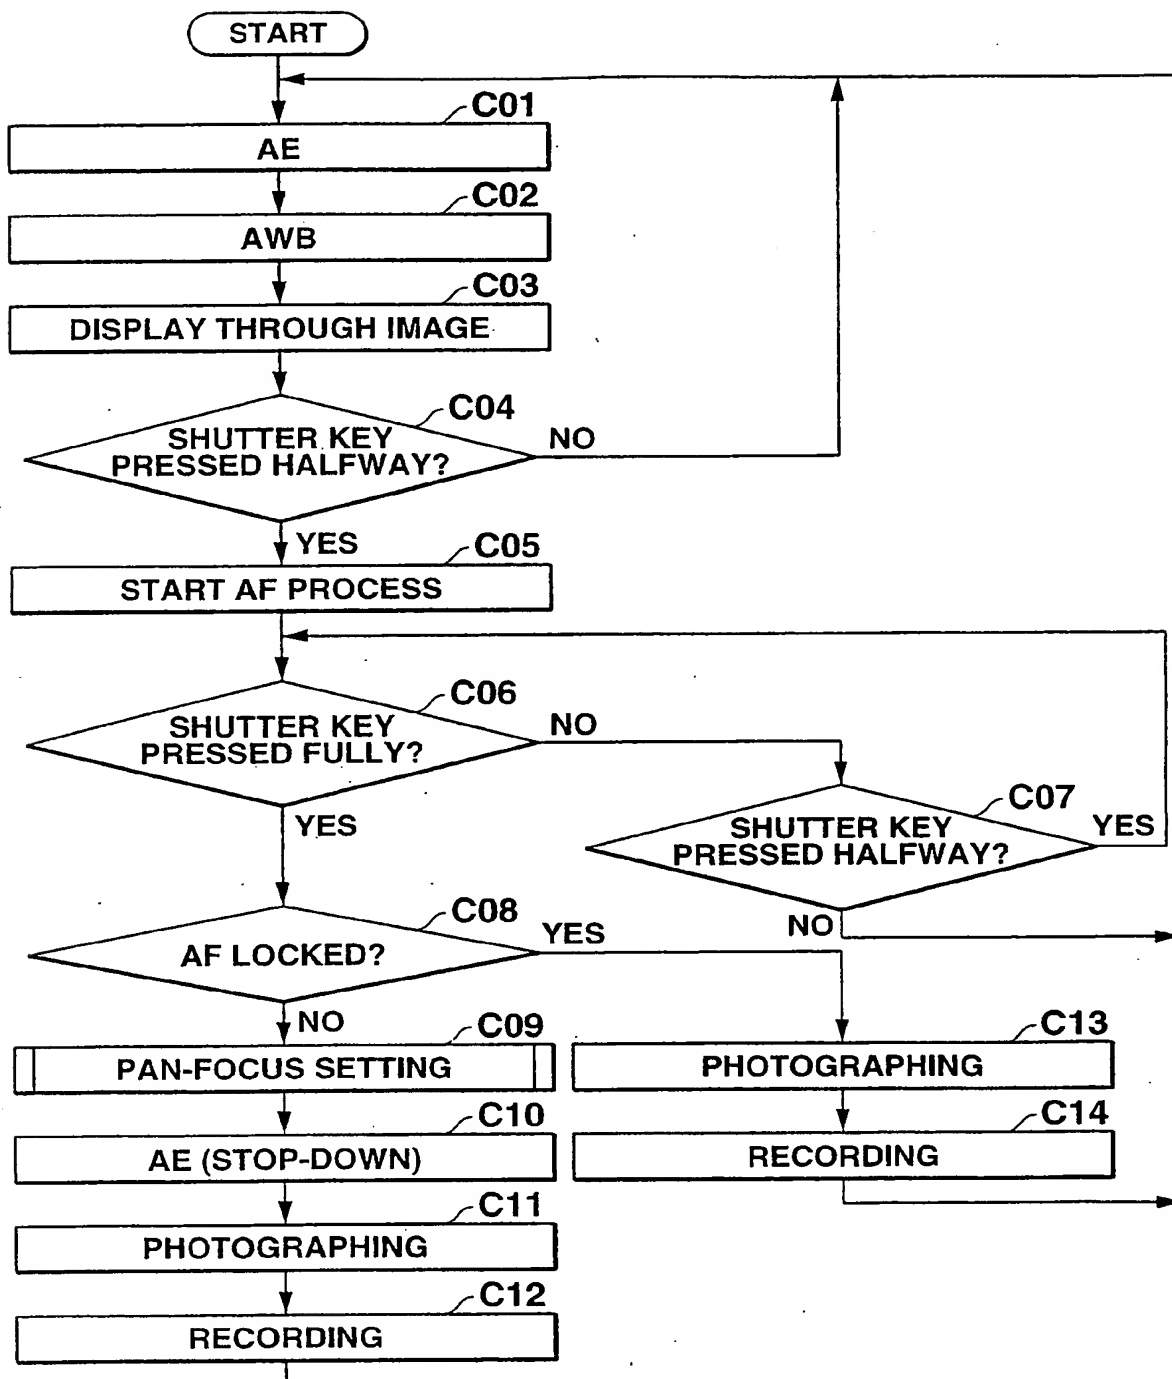 START
C01
AE
C02
AWB
C03
DISPLAY THROUGH IMAGE
C04
SHUTTER KEY
PRESSED HALFWAY?
NO
YES
C05
START AF PROCESS
C06
SHUTTER KEY
PRESSED FULLY?
NO
YES
C07
SHUTTER KEY
PRESSED HALFWAY?
YES
NO
C08
AF LOCKED?
YES
NO
C09
PAN-FOCUS SETTING
C13
PHOTOGRAPHING
C10
AE (STOP-DOWN)
C14
RECORDING
C11
PHOTOGRAPHING
C12
RECORDING